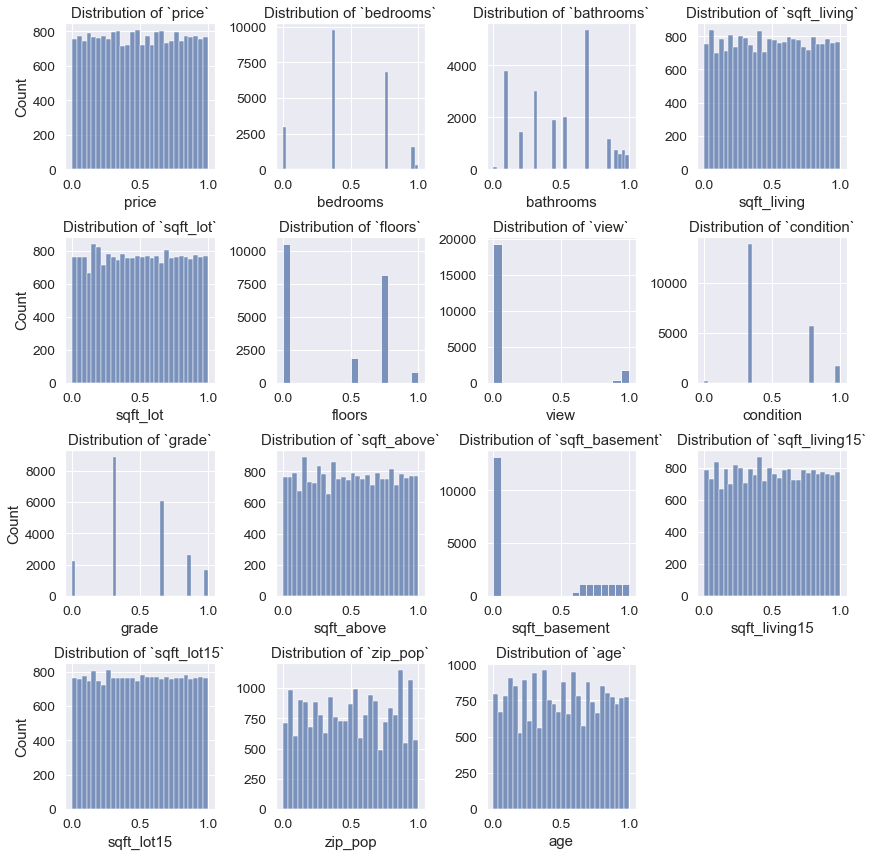 Distribution of `price` Distribution of `bedrooms` Distribution of `bathrooms` Distribution of `sqft_living`
800 10000 800
600 7500 4000 600
400 5000 400
200 2500 2000 200
0 0 0 0
Count
0.0 0.5 1.0 0.0 0.5 1.0 0.0 0.5 1.0 0.0 0.5 1.0
price bedrooms bathrooms sqft_living
Distribution of `sqft_lot` Distribution of `floors` Distribution of `view` Distribution of `condition`
800 10000 20000
600 7500 15000 10000
400 5000 10000 5000
200 2500 5000
0 0 0 0
Count
0.0 0.5 1.0 0.0 0.5 1.0 0.0 0.5 1.0 0.0 0.5 1.0
sqft_lot floors view condition
Distribution of `grade` Distribution of `sqft_above` Distribution of `sqft_basement` Distribution of `sqft_living15`
8000 800 800
6000 600 10000 600
4000 400 5000 400
2000 200 200
0 0 0 0
Count
0.0 0.5 1.0 0.0 0.5 1.0 0.0 0.5 1.0 0.0 0.5 1.0
grade sqft_above sqft_basement sqft_living15
Distribution of `sqft_lot15` Distribution of `zip_pop` Distribution of `age`
800 1000 1000
600 750 750
400 500 500
200 250 250
0 0 0
Count
0.0 0.5 1.0 0.0 0.5 1.0 0.0 0.5 1.0
sqft_lot15 zip_pop age